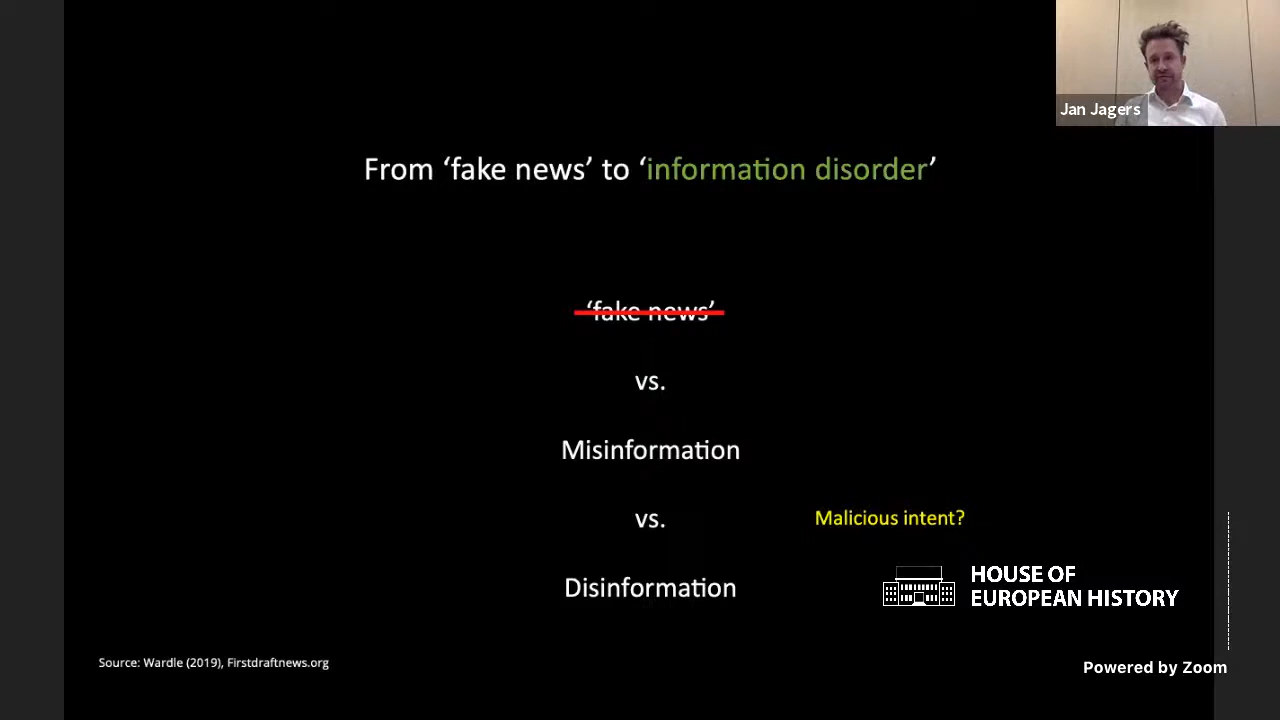 Jan Jagers
From ‘fake news’ to ‘information disorder’
‘fake news’
vs.
Misinformation
vs.
Malicious intent?
Disinformation
HOUSE OF
EUROPEAN HISTORY
Source: Wardle (2019), Firstdraftnews.org
Powered by Zoom